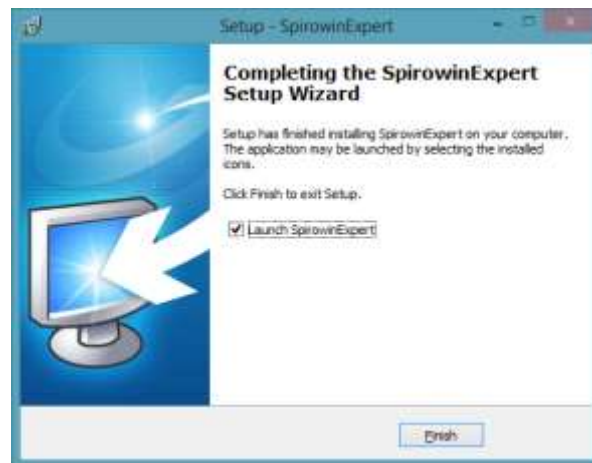 Setup - SpirowinExpert
Completing the SpirowinExpert
Setup Wizard
Setup has finished installing SpirowinExpert on your computer.
The application may be launched by selecting the installed
icons.
Click Finish to exit Setup.
Launch SpirowinExpert
Finish